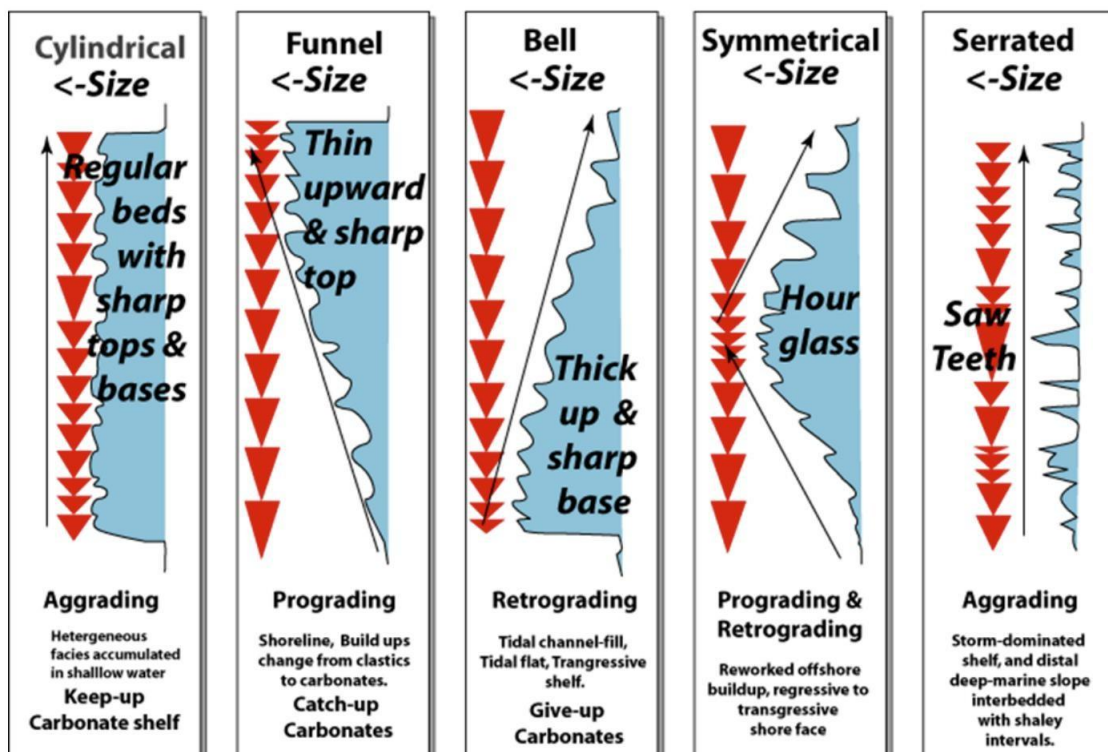 Cylindrical
<-Size
Regular
beds
with
sharp
tops &
bases
Aggrading
Hetergeneous
facies accumulated
in shalllow water
Keep-up
Carbonate shelf
Funnel
<-Size
Thin
upward
& sharp
top
Prograding
Shoreline, Build ups
change from clastics
to carbonates.
Catch-up
Carbonates
Bell
<-Size
Thick
up &
sharp
base
Retrograding
Tidal channel-fill,
Tidal flat, Trangressive
shelf.
Give-up
Carbonates
Symmetrical
<-Size
Hour
glass
Prograding &
Retrograding
Reworked offshore
buildup, regressive to
transgressive
shore face
Serrated
<-Size
Saw
Teeth
Aggrading
Storm-dominated
shelf, and distal
deep-marine slope
interbedded
with shaley
intervals.